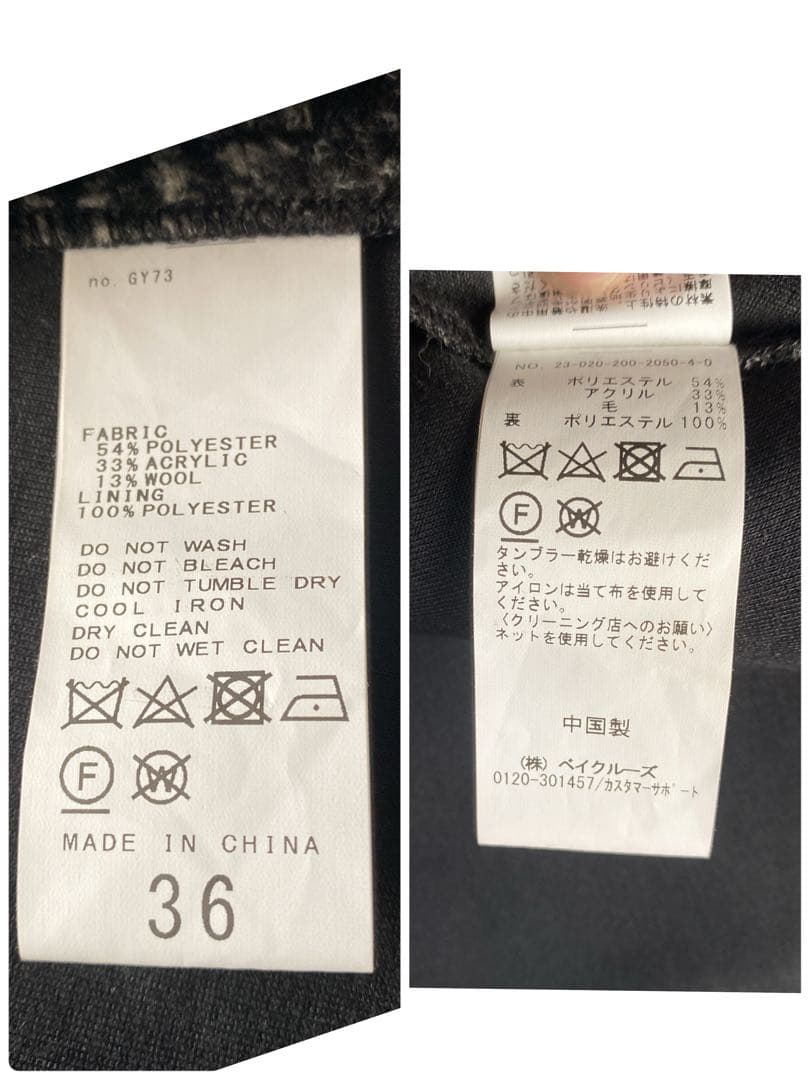 no. GY73
FABRIC
54% POLYESTER
33% ACRYLIC
13% WOOL
LINING
100% POLYESTER
DO NOT WASH
DO NOT BLEACH
DO NOT TUMBLE DRY
COOL IRON
DRY CLEAN
DO NOT WET CLEAN
F
W
MADE IN CHINA
36
素材の特性上
NO. 23-020-200-2050-4-0
表 ポリエステル 54%
アクリル 33%
毛 13%
裏 ポリエステル 100%
F
W
タンブラー乾燥はお避けくだ
さい。
アイロンは当て布を使用して
ください。
〈クリーニング店へのお願い〉
ネットを使用してください。
中国製
(株) ベイクルーズ
0120-301457/カスタマーサポート